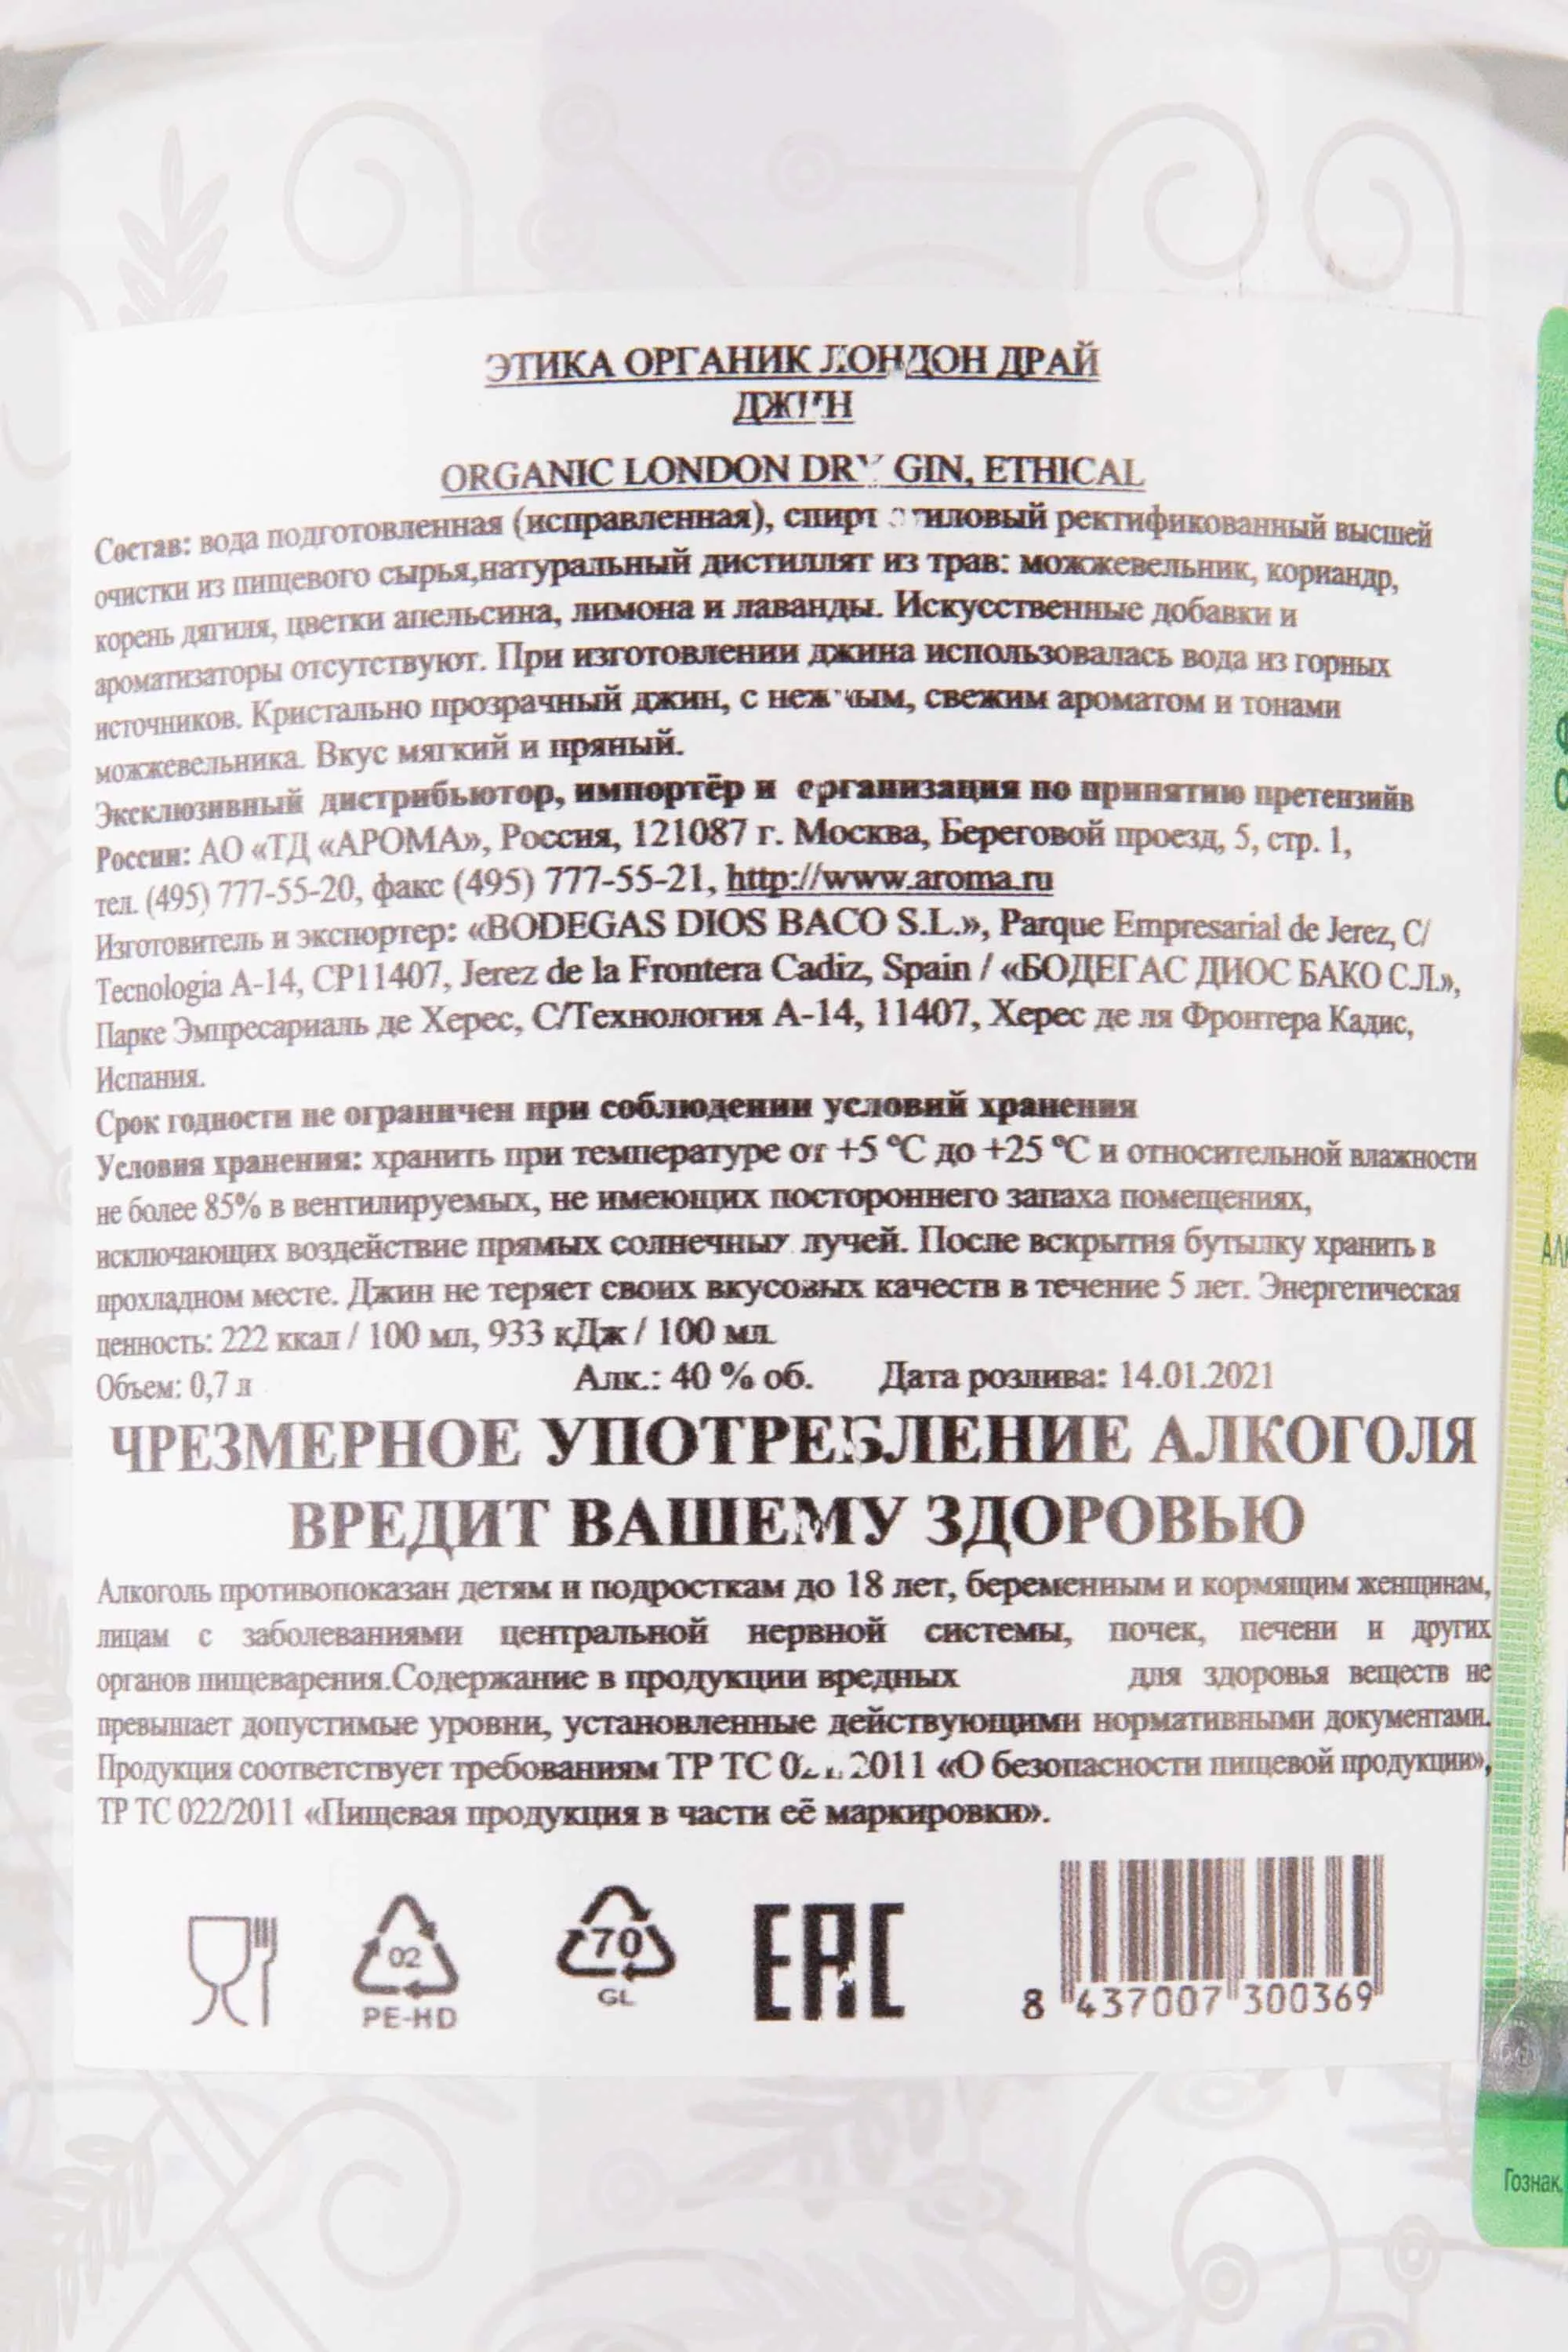 ЭТИКА ОРГАНИК ЛОНДОН ДРАЙ
ДЖИН
ORGANIC LONDON DRY GIN, ETHICAL
Состав: вода подготовленная (исправленная), спирт этиловый ректификованный высшей
очистки из пищевого сырья,натуральный дистиллят из трав: можжевельник, кориандр,
корень дягиля, цветки апельсина, лимона и лаванды. Искусственные добавки и
ароматизаторы отсутствуют. При изготовлении джина использовалась вода из горных
источников. Кристально прозрачный джин, с нежным, свежим ароматом и тонами
можжевельника. Вкус мягкий и пряный.
Эксклюзивный дистрибьютор, импортёр и организация по принятию претензийв
России: АО «ТД «АРОМА», Россия, 121087 г. Москва, Береговой проезд, 5, стр. 1,
тел. (495) 777-55-20, факс (495) 777-55-21, http://www.aroma.ru
Изготовитель и экспортер: «BODEGAS DIOS BACO S.L.», Parque Empresarial de Jerez, C/
Tecnologia A-14, CP11407, Jerez de la Frontera Cadiz, Spain / «БОДЕГАС ДИОС БАКО С.Л.»,
Парке Эмпресариаль де Херес, С/Технология А-14, 11407, Херес де ля Фронтера Кадис,
Испания.
Срок годности не ограничен при соблюдении условий хранения
Условия хранения: хранить при температуре от +5 °С до +25 °С и относительной влажности
не более 85% в вентилируемых, не имеющих постороннего запаха помещениях,
исключающих воздействие прямых солнечных лучей. После вскрытия бутылку хранить в
прохладном месте. Джин не теряет своих вкусовых качеств в течение 5 лет. Энергетическая
ценность: 222 ккал / 100 мл, 933 кДж / 100 мл.
Объем: 0,7 л Алк.: 40 % об. Дата розлива: 14.01.2021
ЧРЕЗМЕРНОЕ УПОТРЕБЛЕНИЕ АЛКОГОЛЯ
ВРЕДИТ ВАШЕМУ ЗДОРОВЬЮ
Алкоголь противопоказан детям и подросткам до 18 лет, беременным и кормящим женщинам,
лицам с заболеваниями центральной нервной системы, почек, печени и других
органов пищеварения.Содержание в продукции вредных для здоровья веществ не
превышает допустимые уровни, установленные действующими нормативными документами.
Продукция соответствует требованиям ТР ТС «О безопасности пищевой продукции»,
ТР ТС 022/2011 «Пищевая продукция в части её маркировки».
02
PE-HD
70
GL
EAC
8 437007 300369
Гознак,